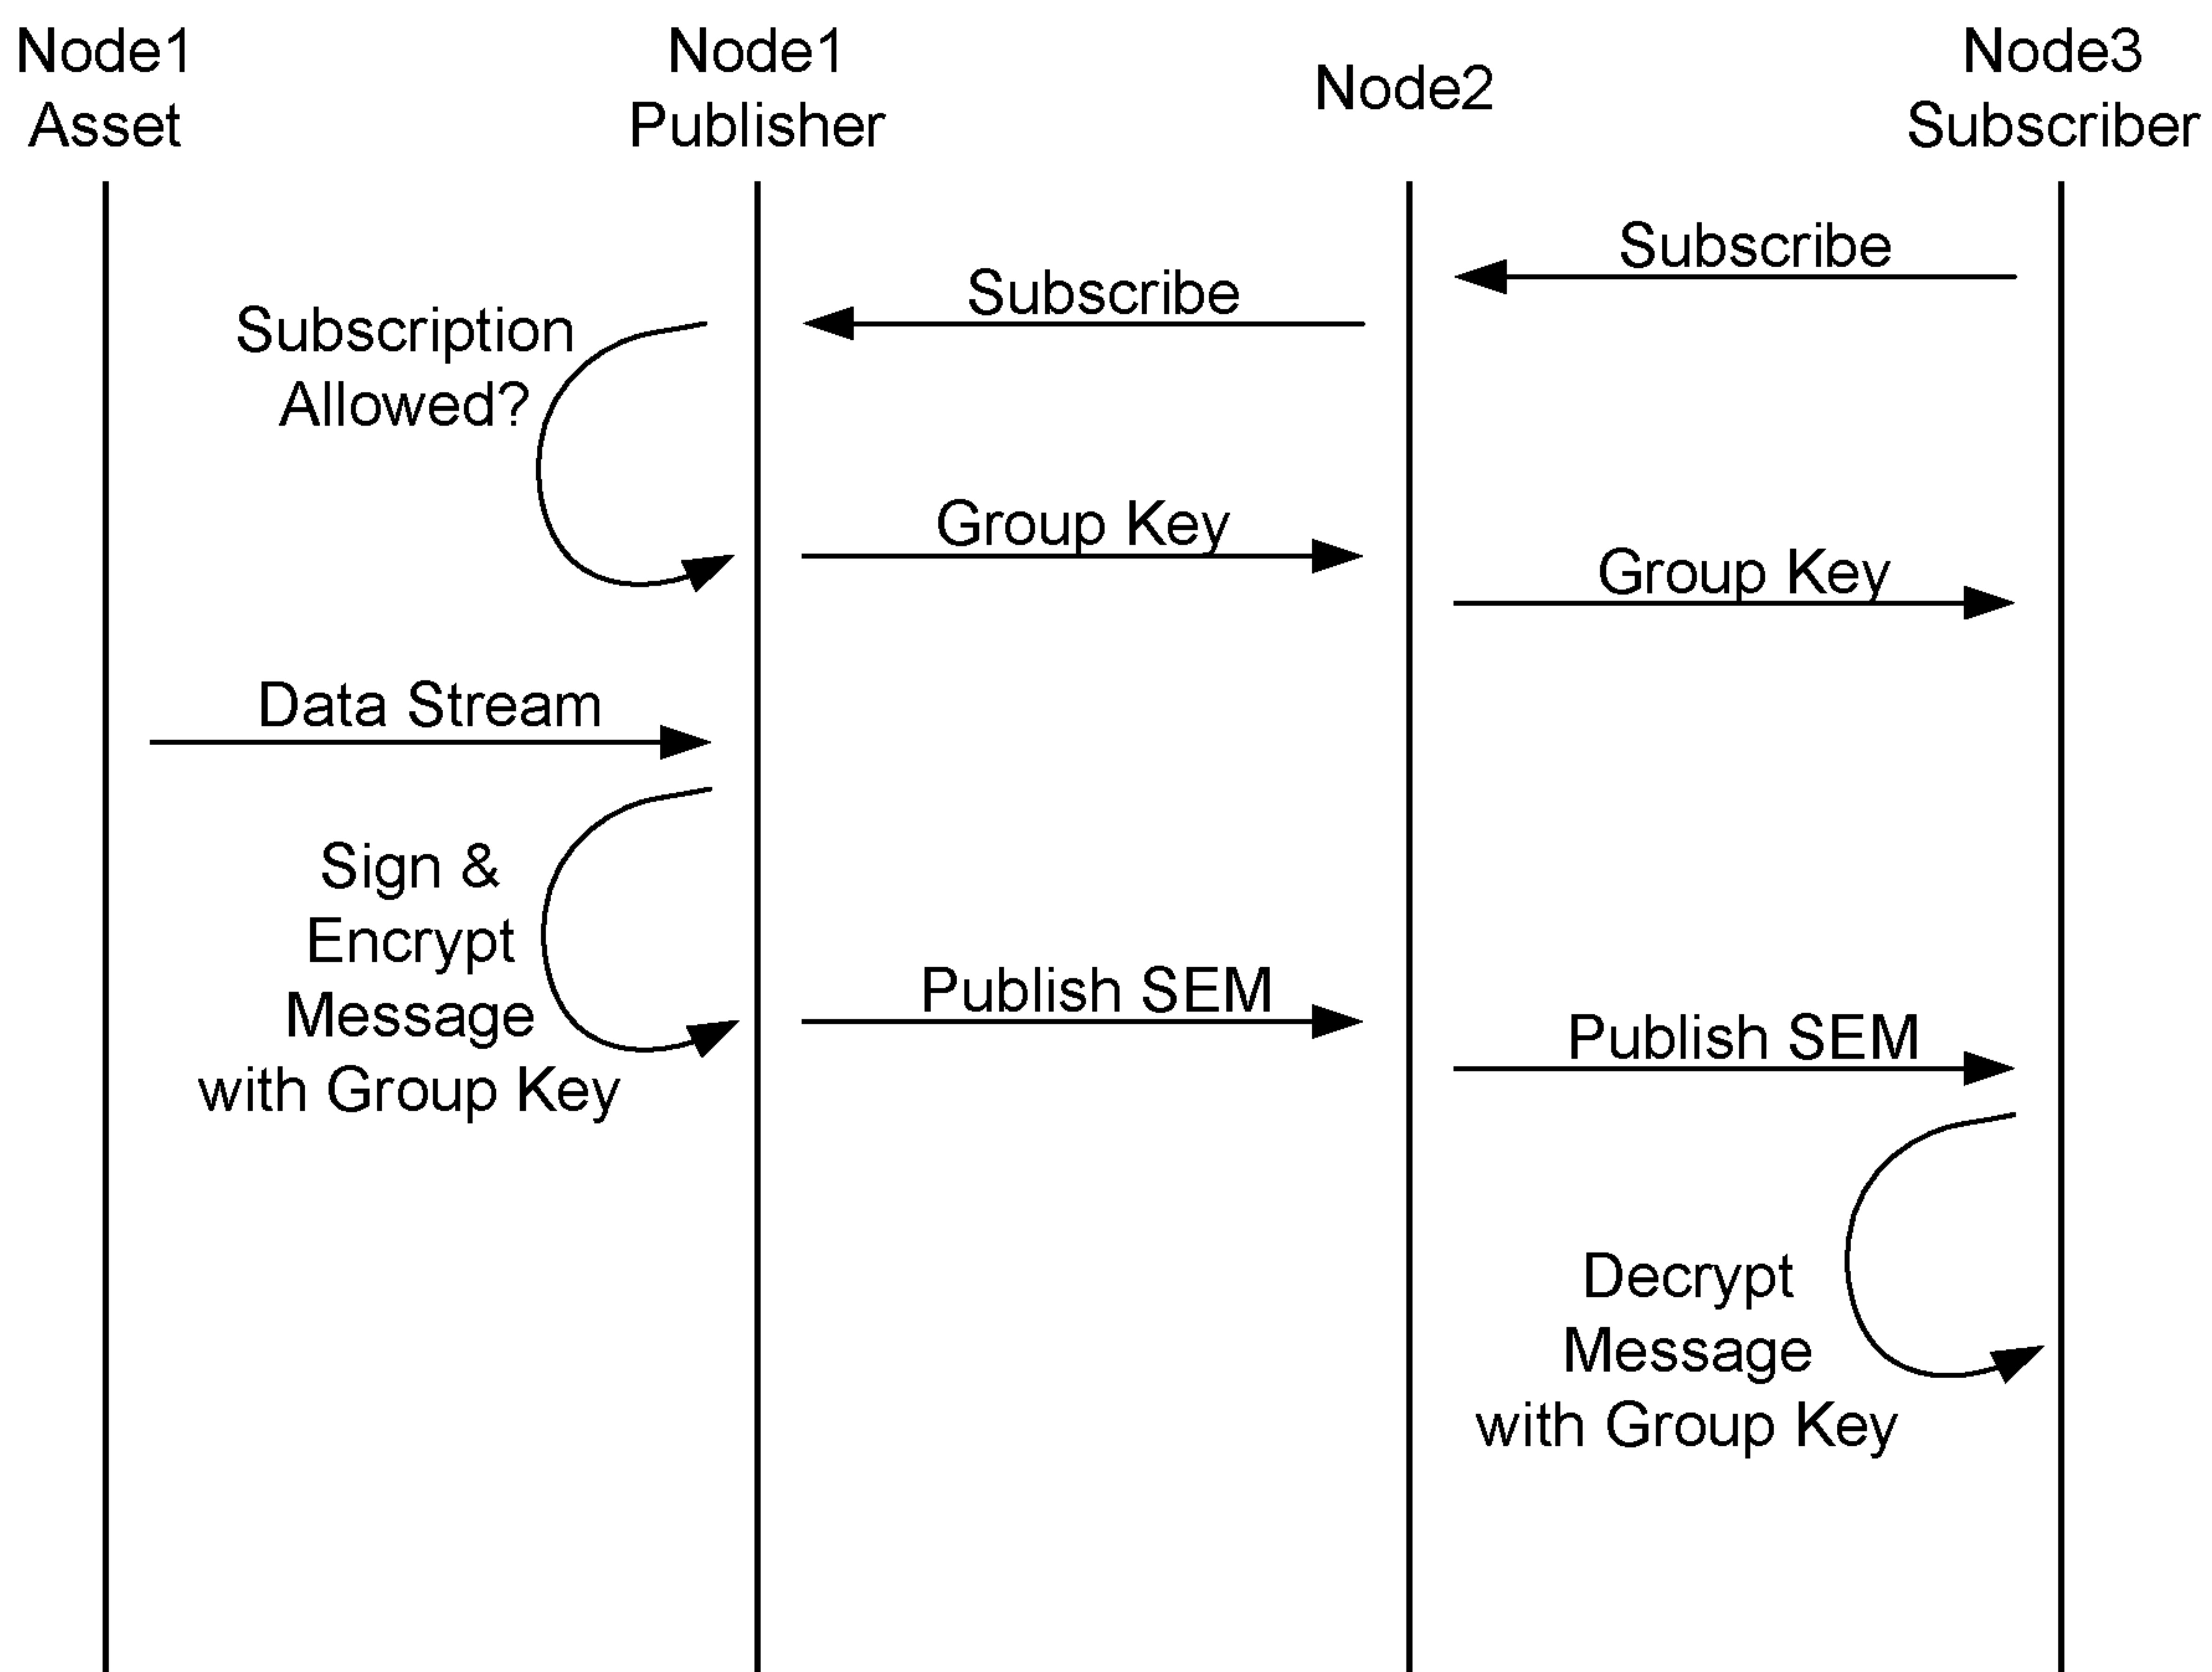 Node1
Asset
Node1
Publisher
Node2
Node3
Subscriber
Subscribe
Subscribe
Subscription
Allowed?
Group Key
Group Key
Data Stream
Sign &
Encrypt
Message
with Group Key
Publish SEM
Publish SEM
Decrypt
Message
with Group Key